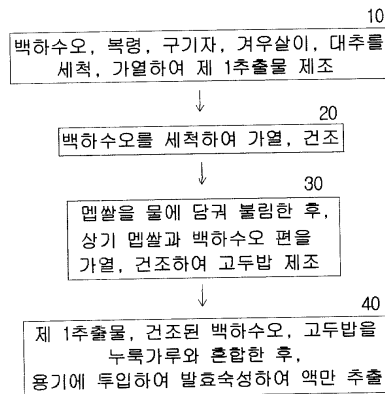 10
백하수오, 복령, 구기자, 겨우살이, 대추를
세척, 가열하여 제 1추출물 제조
20
백하수오를 세척하여 가열, 건조
30
멥쌀을 물에 당궈 불림한 후,
상기 멥쌀과 백하수오 편을
가열, 건조하여 고두밥 제조
40
제 1추출물, 건조된 백하수오, 고두밥을
누룩가루와 혼합한 후,
용기에 투입하여 발효숙성하여 액만 추출